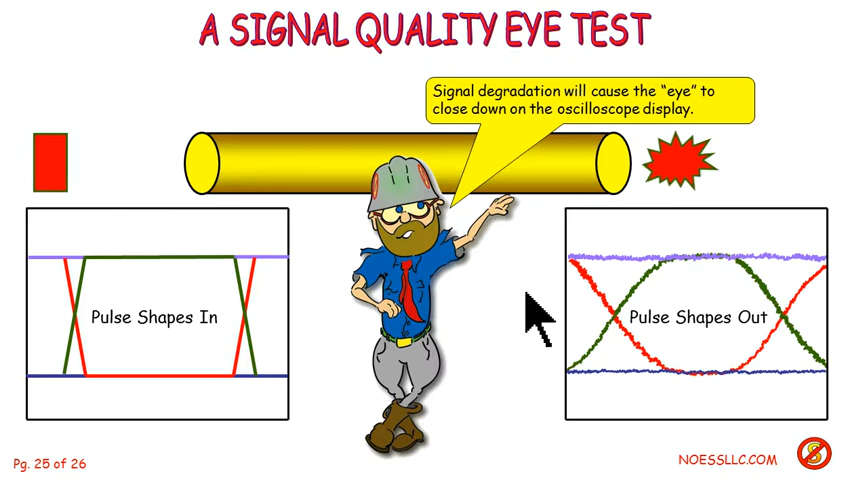 A SIGNAL QUALITY EYE TEST
Signal degradation will cause the “eye” to
close down on the oscilloscope display.
Pulse Shapes In
Pulse Shapes Out
Pg. 25 of 26
NOESSLLC.COM
S